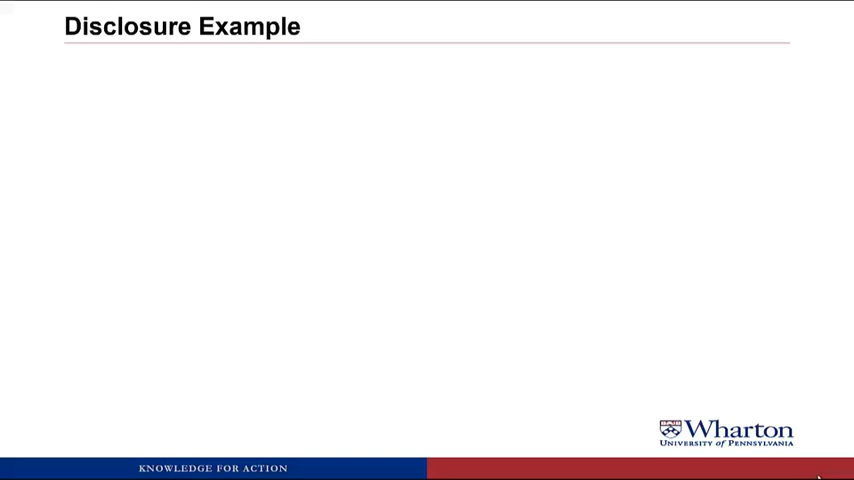 Disclosure Example
Wharton
UNIVERSITY of PENNSYLVANIA
KNOWLEDGE FOR ACTION